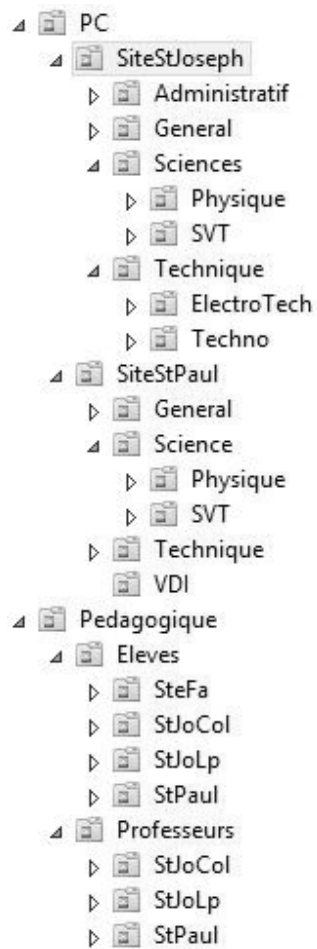 PC
SiteStJoseph
Administratif
General
Sciences
Physique
SVT
Technique
ElectroTech
Techno
SiteStPaul
General
Science
Physique
SVT
Technique
VDI
Pedagogique
Eleves
SteFa
StJoCol
StJoLp
StPaul
Professeurs
StJoCol
StJoLp
StPaul